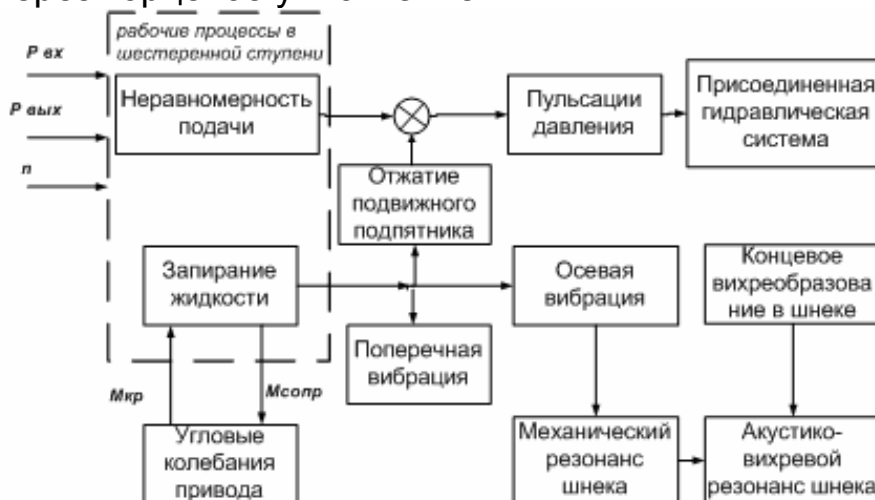 рабочие процессы в
шестеренной ступени
Р вх
Р вых
n
Неравномерность
подачи
Пульсации
давления
Присоединенная
гидравлическая
система
Отжатие
подвижного
подпятника
Запирание
жидкости
Осевая
вибрация
Концевое
вихреобразова
ние в шнеке
Поперечная
вибрация
Мкр
Мсопр
Угловые
колебания
привода
Механический
резонанс
шнека
Акустико-
вихревой
резонанс шнека